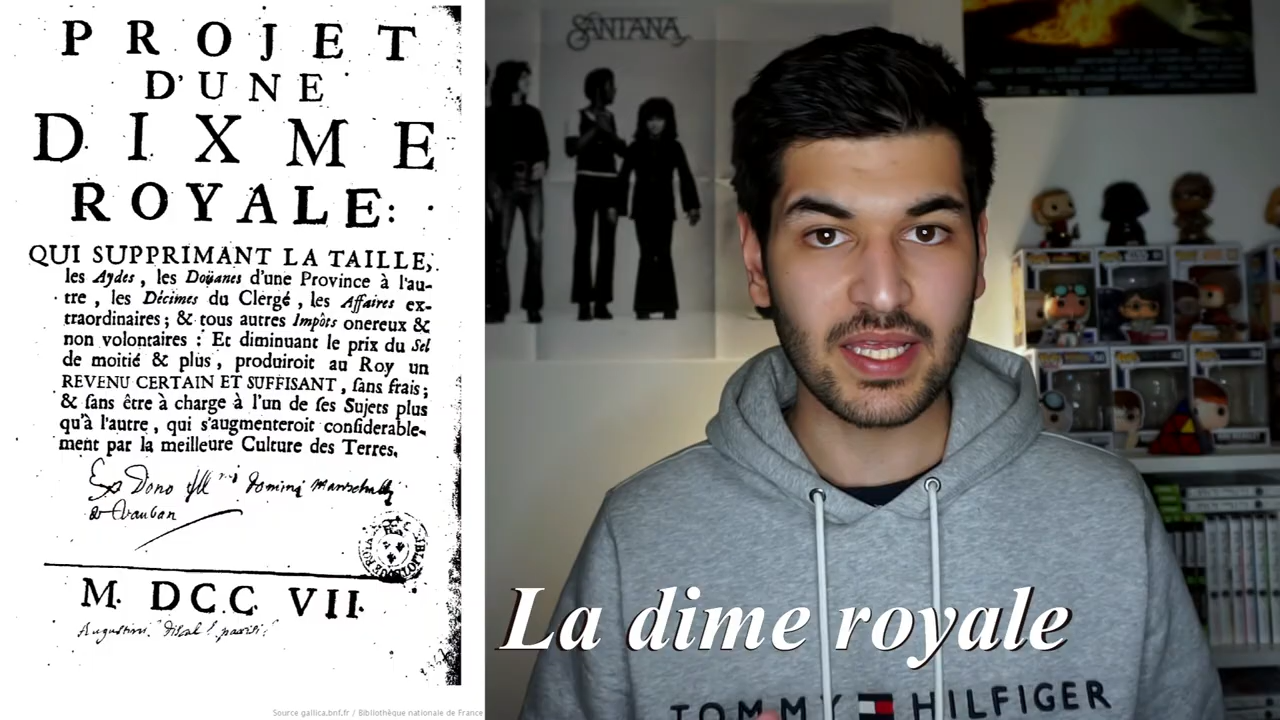 PROJET
D'UNE
DIXME
ROYALE:
QUI SUPPRIMANT LA TAILLE,
les Aydes, les Doüanes d'une Province à l'au-
tre, les Décimes du Clergé, les Affaires ex-
traordinaires; & tous autres Impôts onereux &
non volontaires: Et diminuant le prix du Sel
de moitié & plus, produiroit au Roy un
REVENU CERTAIN ET SUFFISANT, ſans frais;
& ſans être à charge à l'un de ſes Sujets plus
qu'à l'autre, qui s'augmenteroit conſiderable-
ment par la meilleure Culture des Terres.
Ex Dono
de Vauban
M. DCC. VII.
Source gallica.bnf.fr / Bibliothèque nationale de France
SANTANA
La dime royale
TOMMY HILFIGER